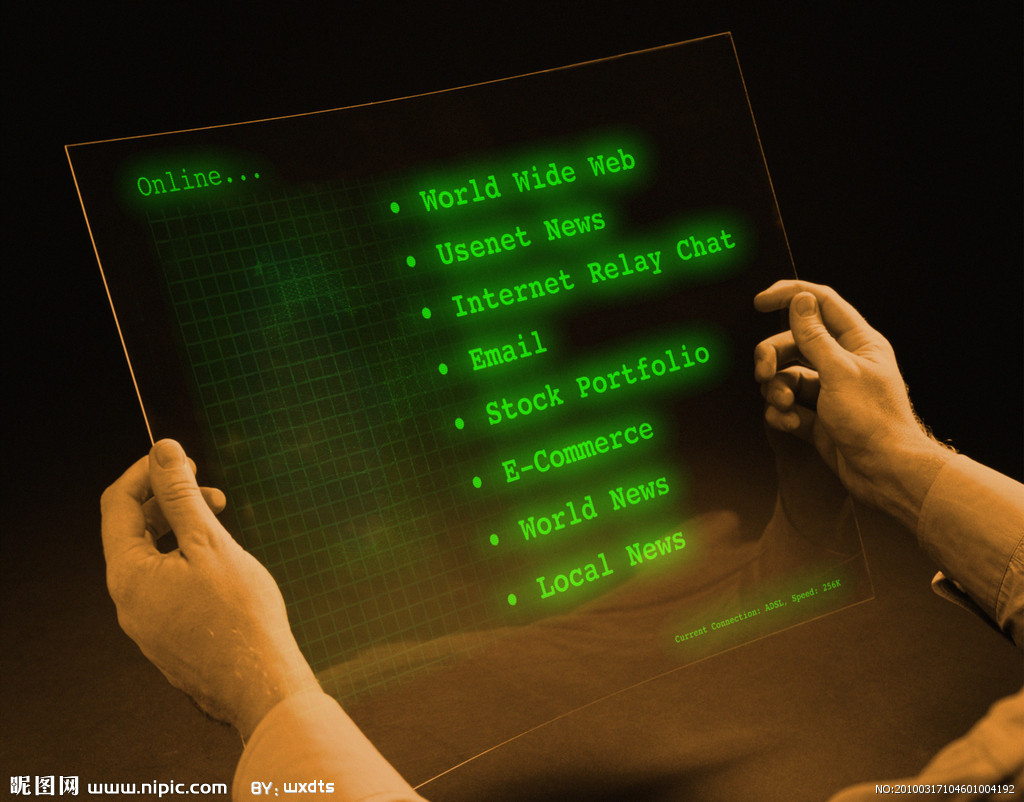 Online...
• World Wide Web
• Usenet News
• Internet Relay Chat
• Email
• Stock Portfolio
• E-Commerce
• World News
• Local News
Current Connection: ADSL, Speed: 256K
昵图网 www.nipic.com BY: wxdts
NO:20100317104601004192